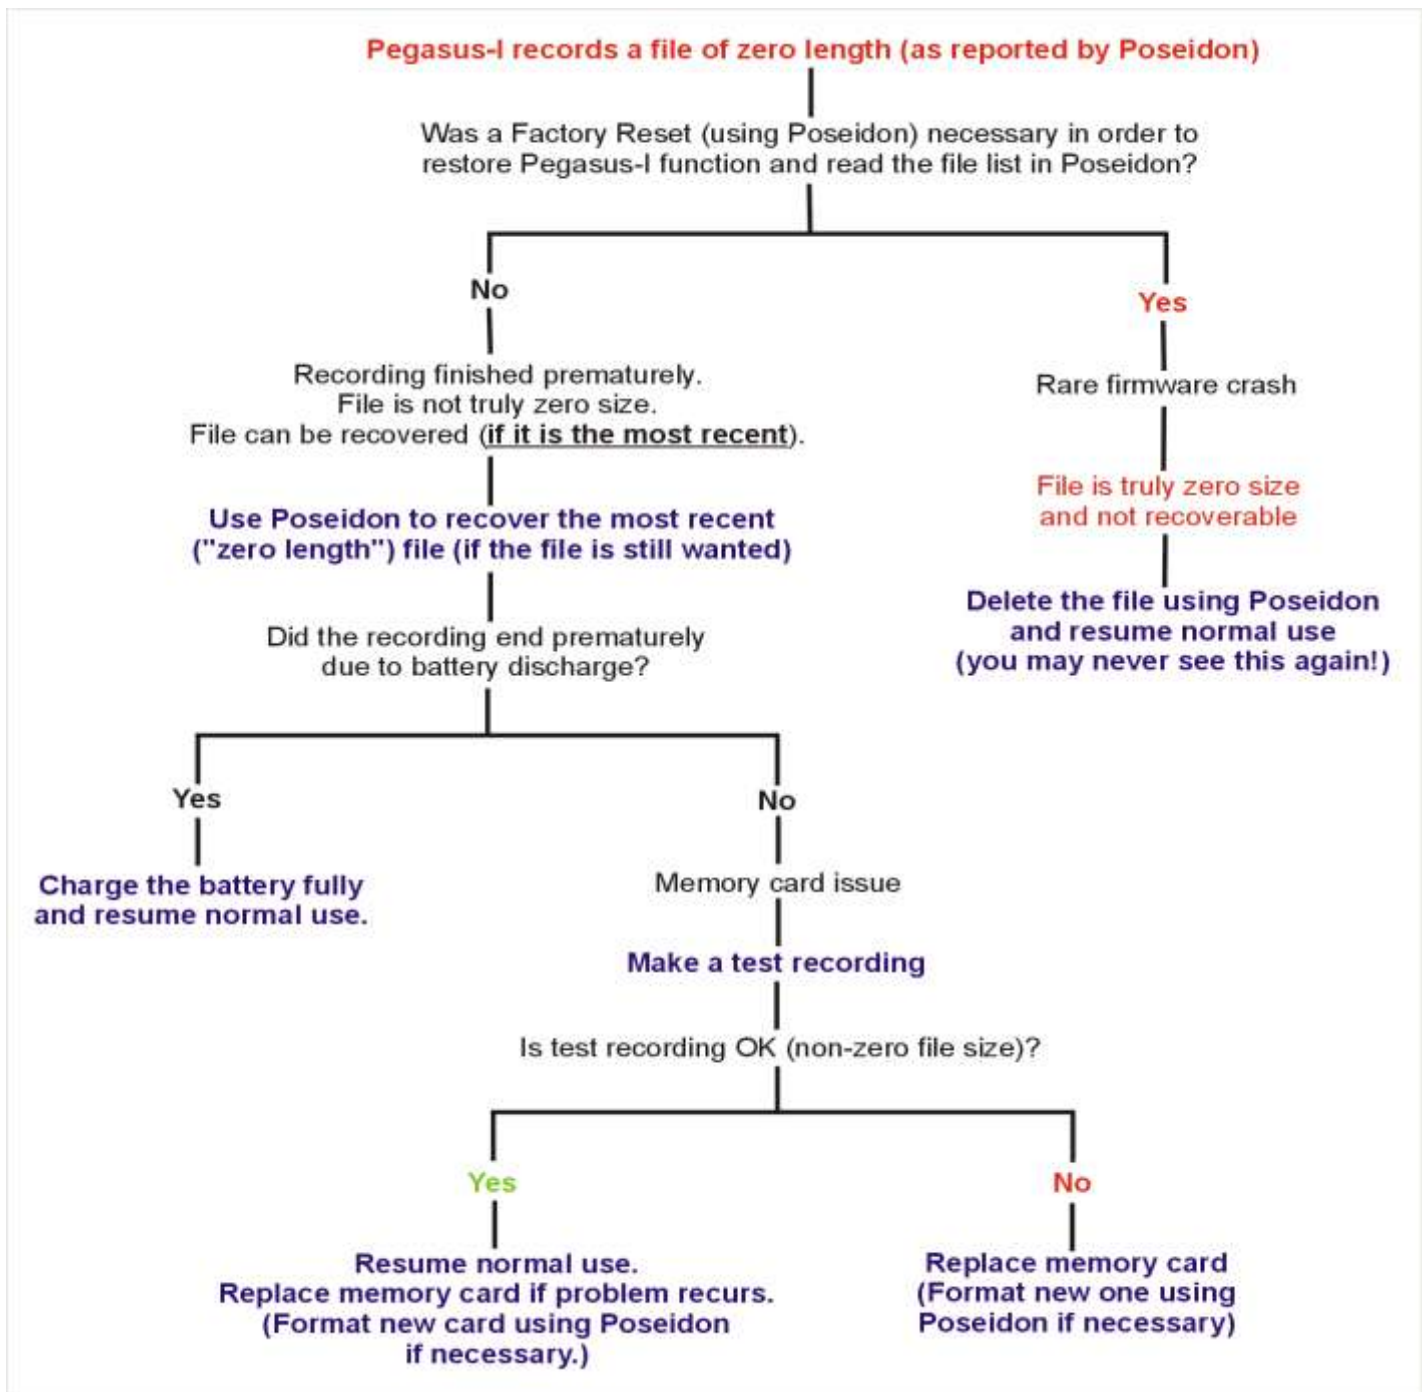 Pegasus-I records a file of zero length (as reported by Poseidon)
Was a Factory Reset (using Poseidon) necessary in order to
restore Pegasus-I function and read the file list in Poseidon?
No
Yes
Recording finished prematurely.
File is not truly zero size.
File can be recovered (if it is the most recent).
Rare firmware crash
File is truly zero size
and not recoverable
Use Poseidon to recover the most recent
("zero length") file (if the file is still wanted)
Delete the file using Poseidon
and resume normal use
(you may never see this again!)
Did the recording end prematurely
due to battery discharge?
Yes
No
Charge the battery fully
and resume normal use.
Memory card issue
Make a test recording
Is test recording OK (non-zero file size)?
Yes
No
Resume normal use.
Replace memory card if problem recurs.
(Format new card using Poseidon
if necessary.)
Replace memory card
(Format new one using
Poseidon if necessary)